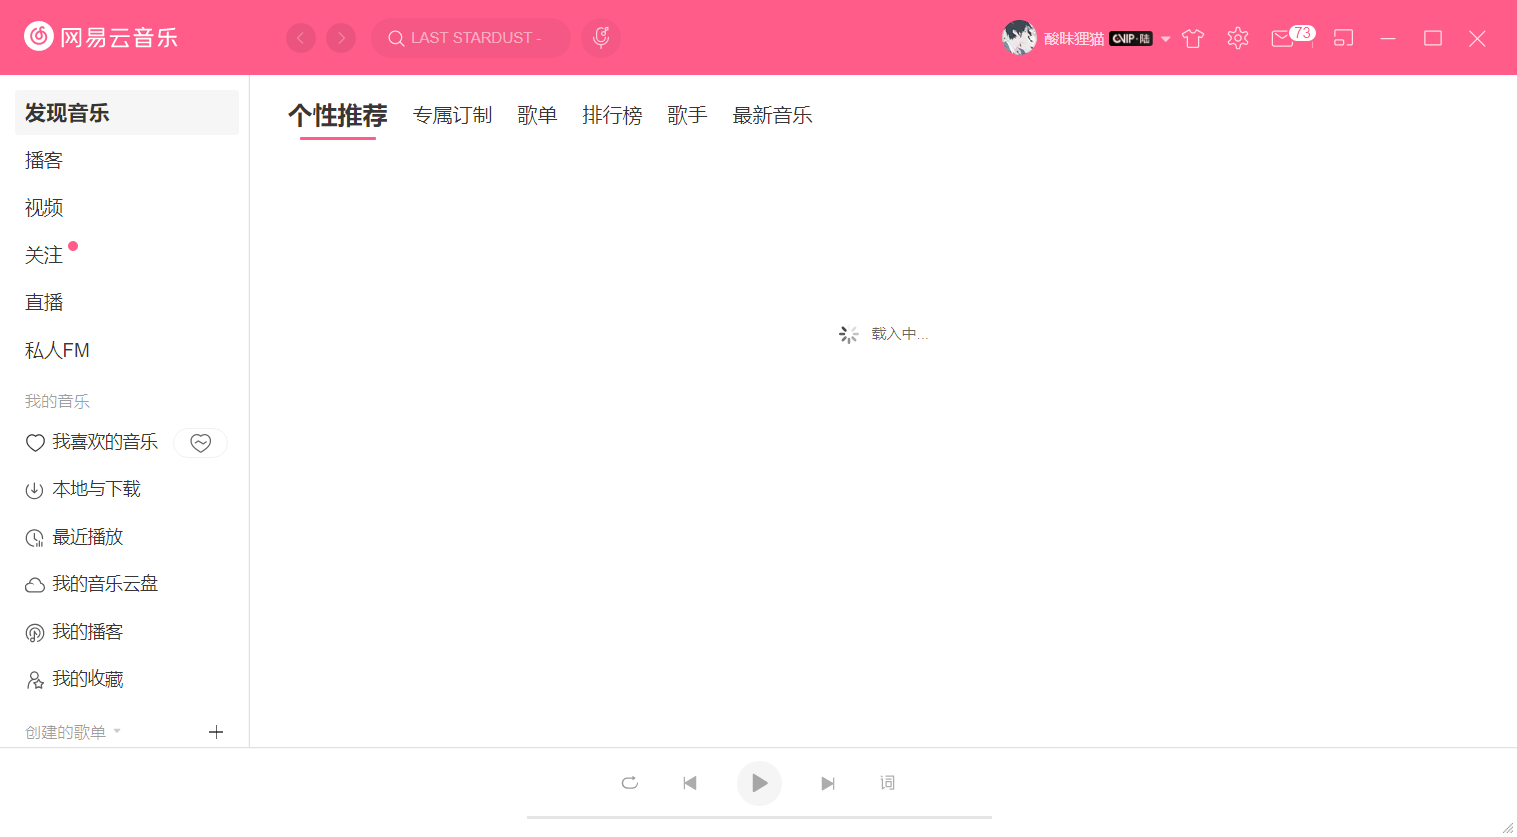 网易云音乐
LAST STARDUST -
酸味狸猫
VIP·陆
73
发现音乐
播客
视频
关注
直播
私人FM
我的音乐
我喜欢的音乐
本地与下载
最近播放
我的音乐云盘
我的播客
我的收藏
创建的歌单
个性推荐 专属订制 歌单 排行榜 歌手 最新音乐
载入中...
词